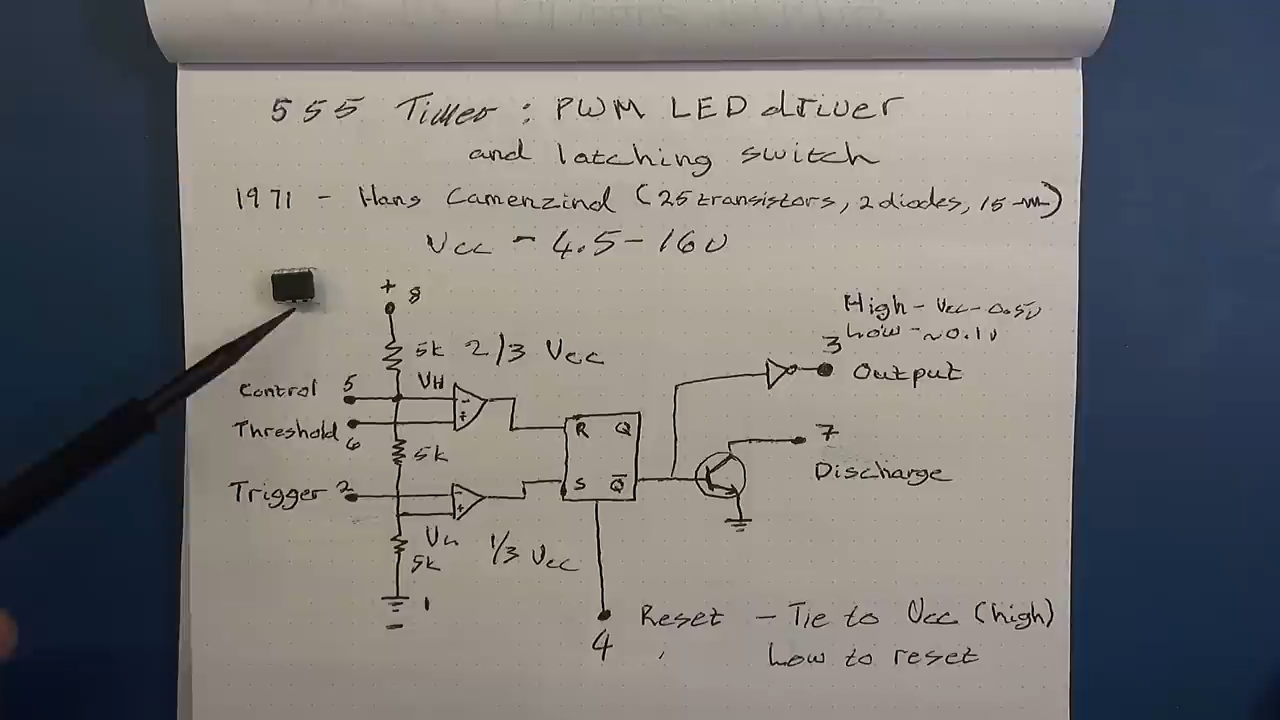 555 Timer : PWM LED driver
and latching switch
1971 - Hans Camenzind (25 transistors, 2 diodes, 15
Vcc - 4.5 - 16v
+ 8
High - Vcc - 0.5v
Low - ~0.1v
5k 2/3 Vcc
3
Output
Control 5
VH
- +
Threshold 6
R Q
7
5k
Discharge
Trigger 2
- +
S Q̅
VL 1/3 Vcc
5k
1
-
Reset - Tie to Vcc (high)
4
Low to reset